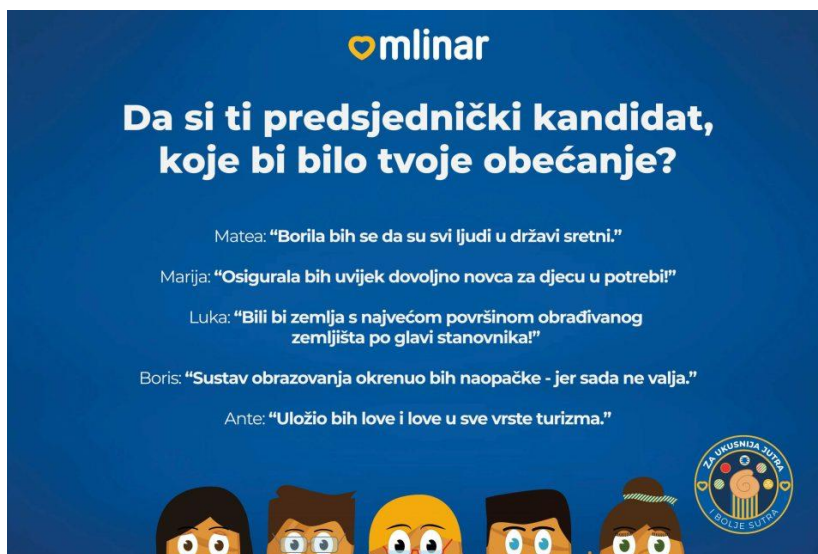 mlinar
Da si ti predsjednički kandidat,
koje bi bilo tvoje obećanje?
Matea: “Borila bih se da su svi ljudi u državi sretni.”
Marija: “Osigurala bih uvijek dovoljno novca za djecu u potrebi!”
Luka: “Bili bi zemlja s najvećom površinom obrađivanog
zemljišta po glavi stanovnika!”
Boris: “Sustav obrazovanja okrenuo bih naopačke - jer sada ne valja.”
Ante: “Uložio bih love i love u sve vrste turizma.”
ZA UKUSNIJA JUTRA
I BOLJE SUTRA